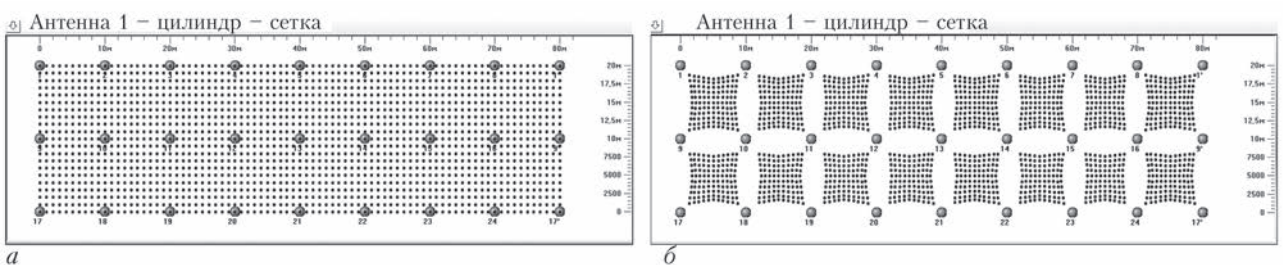 Антенна 1 – цилиндр – сетка
0 10м 20м 30м 40м 50м 60м 70м 80м
1 2 3 4 5 6 7 8 1'
20м
17,5м
15м
12,5м
9 10 11 12 13 14 15 16 9'
10м
7500
5000
2500
0
17 18 19 20 21 22 23 24 17'
а
Антенна 1 – цилиндр – сетка
0 10м 20м 30м 40м 50м 60м 70м 80м
1 2 3 4 5 6 7 8 1'
20м
17,5м
15м
12,5м
10м
9 10 11 12 13 14 15 16 9'
7500
5000
2500
0
17 18 19 20 21 22 23 24 17'
б